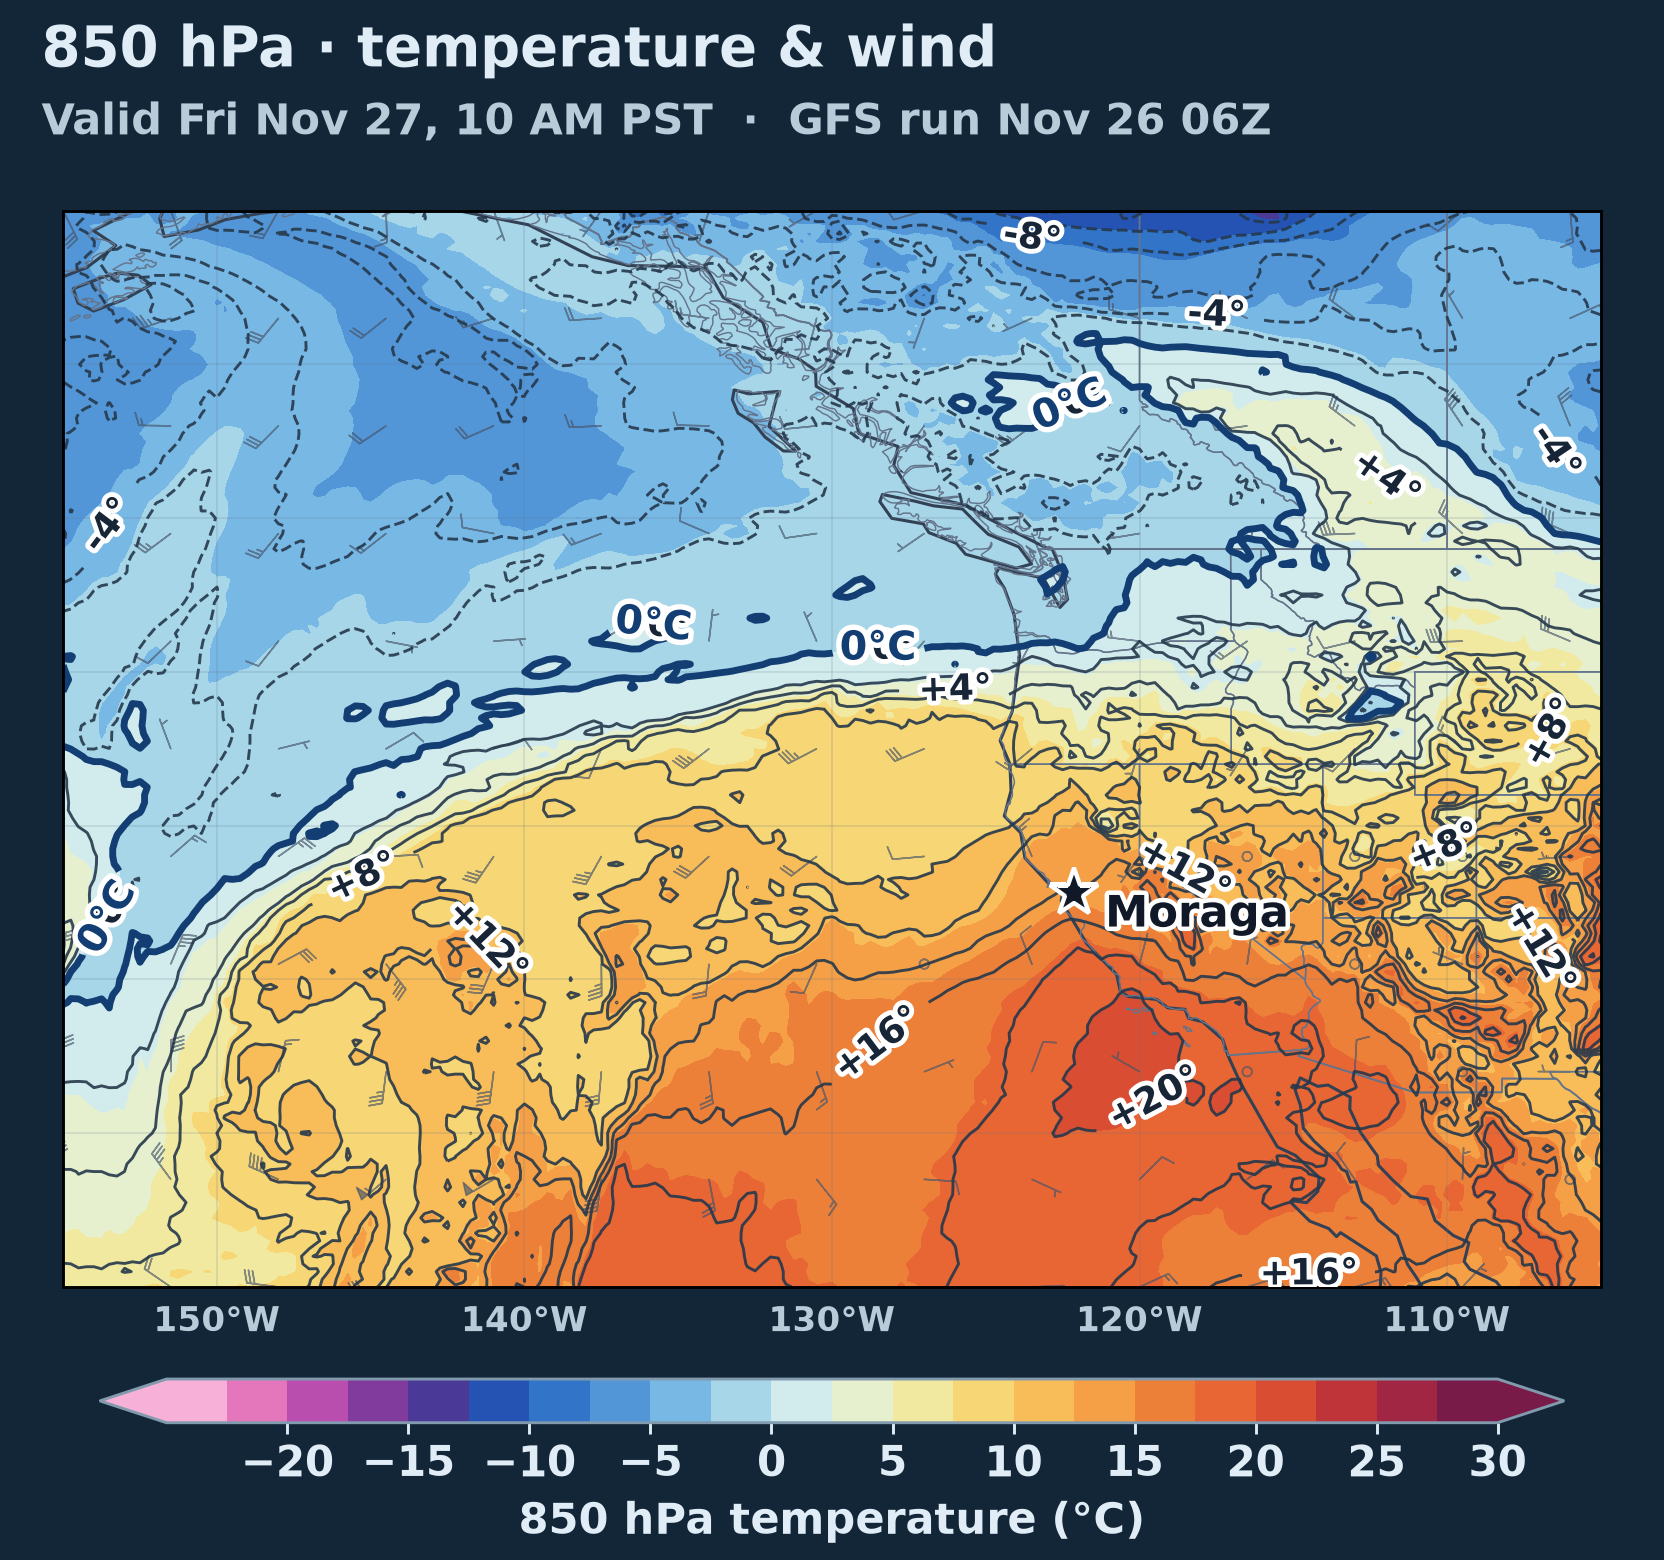 850 hPa · temperature & wind
Valid Fri Nov 27, 10 AM PST · GFS run Nov 26 06Z
-8°
-4°
0°C
-4°
+4°
-4°
0°C
0°C
+4°
+8°
+8°
+8°
+12°
0°C
+12°
+12°
Moraga
+16°
+20°
+16°
150°W
140°W
130°W
120°W
110°W
−20
−15
−10
−5
0
5
10
15
20
25
30
850 hPa temperature (°C)